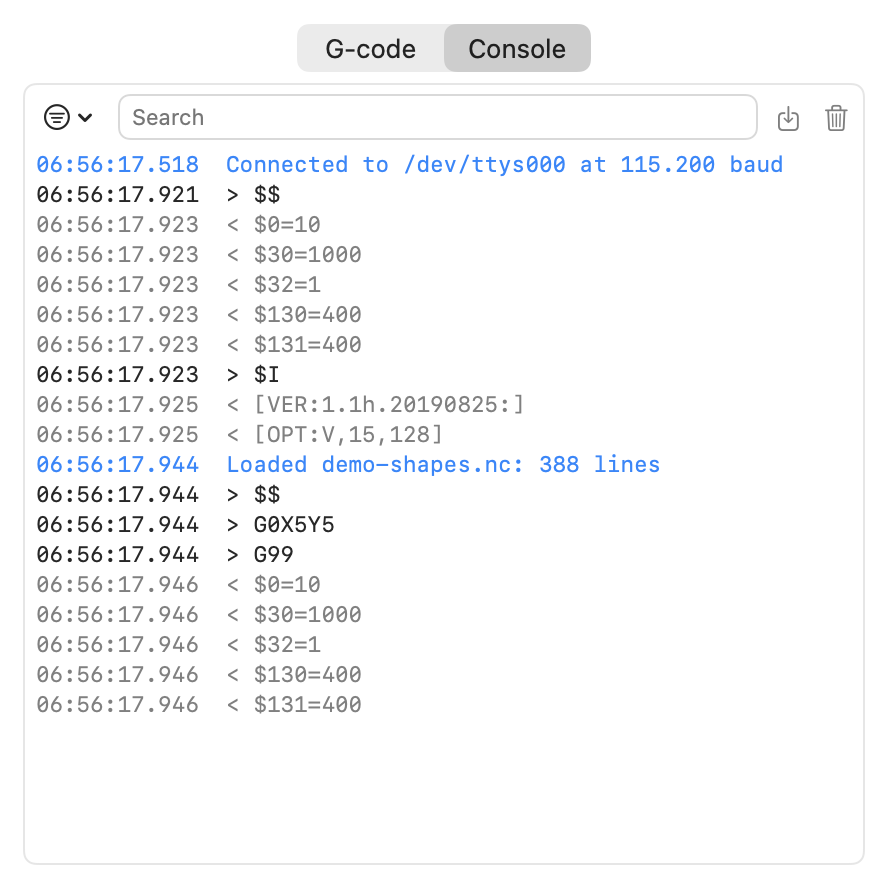 G-code Console
Search
06:56:17.518 Connected to /dev/ttys000 at 115.200 baud
06:56:17.921 > $$
06:56:17.923 < $0=10
06:56:17.923 < $30=1000
06:56:17.923 < $32=1
06:56:17.923 < $130=400
06:56:17.923 < $131=400
06:56:17.923 > $I
06:56:17.925 < [VER:1.1h.20190825:]
06:56:17.925 < [OPT:V,15,128]
06:56:17.944 Loaded demo-shapes.nc: 388 lines
06:56:17.944 > $$
06:56:17.944 > G0X5Y5
06:56:17.944 > G99
06:56:17.946 < $0=10
06:56:17.946 < $30=1000
06:56:17.946 < $32=1
06:56:17.946 < $130=400
06:56:17.946 < $131=400